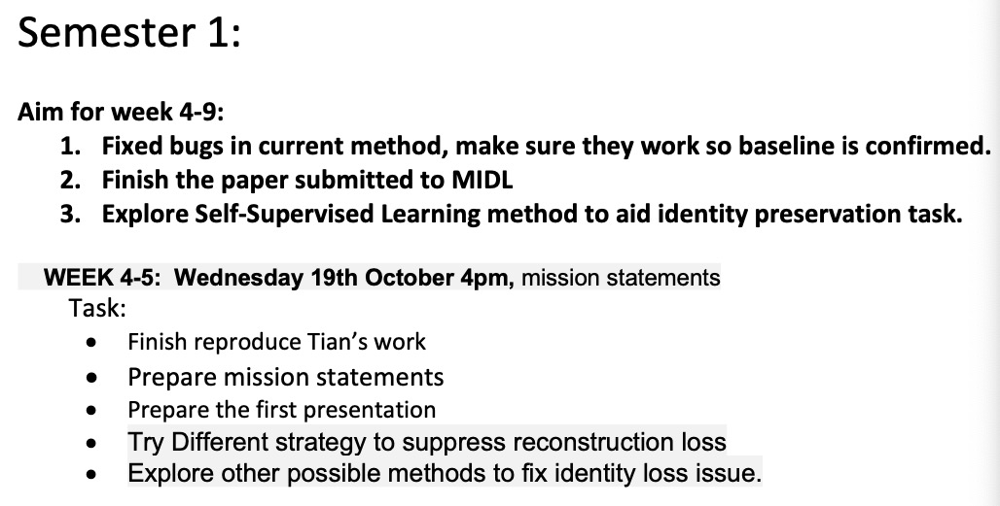 Semester 1:
Aim for week 4-9:
1. Fixed bugs in current method, make sure they work so baseline is confirmed.
2. Finish the paper submitted to MIDL
3. Explore Self-Supervised Learning method to aid identity preservation task.
WEEK 4-5: Wednesday 19th October 4pm, mission statements
Task:
• Finish reproduce Tian’s work
• Prepare mission statements
• Prepare the first presentation
• Try Different strategy to suppress reconstruction loss
• Explore other possible methods to fix identity loss issue.